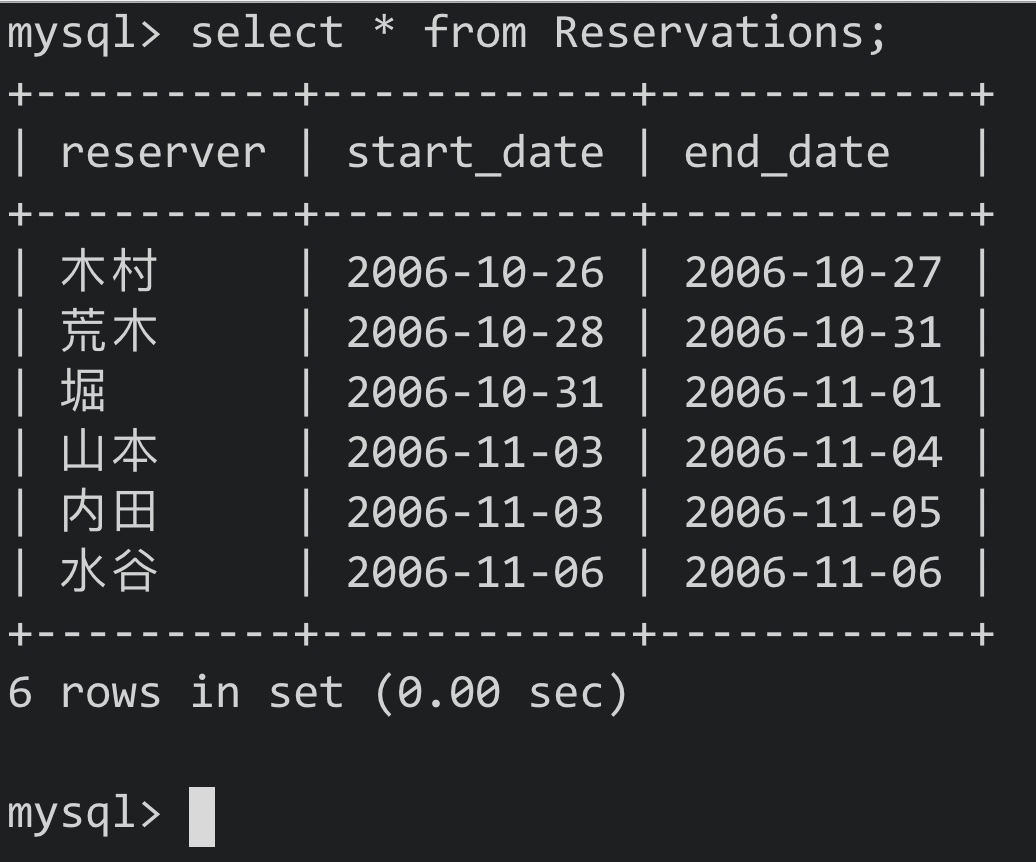 mysql> select * from Reservations;
+-----------+------------+------------+
| reserver | start_date | end_date   |
+-----------+------------+------------+
| 木村      | 2006-10-26 | 2006-10-27 |
| 荒木      | 2006-10-28 | 2006-10-31 |
| 堀        | 2006-10-31 | 2006-11-01 |
| 山本      | 2006-11-03 | 2006-11-04 |
| 内田      | 2006-11-03 | 2006-11-05 |
| 水谷      | 2006-11-06 | 2006-11-06 |
+-----------+------------+------------+
6 rows in set (0.00 sec)
mysql>